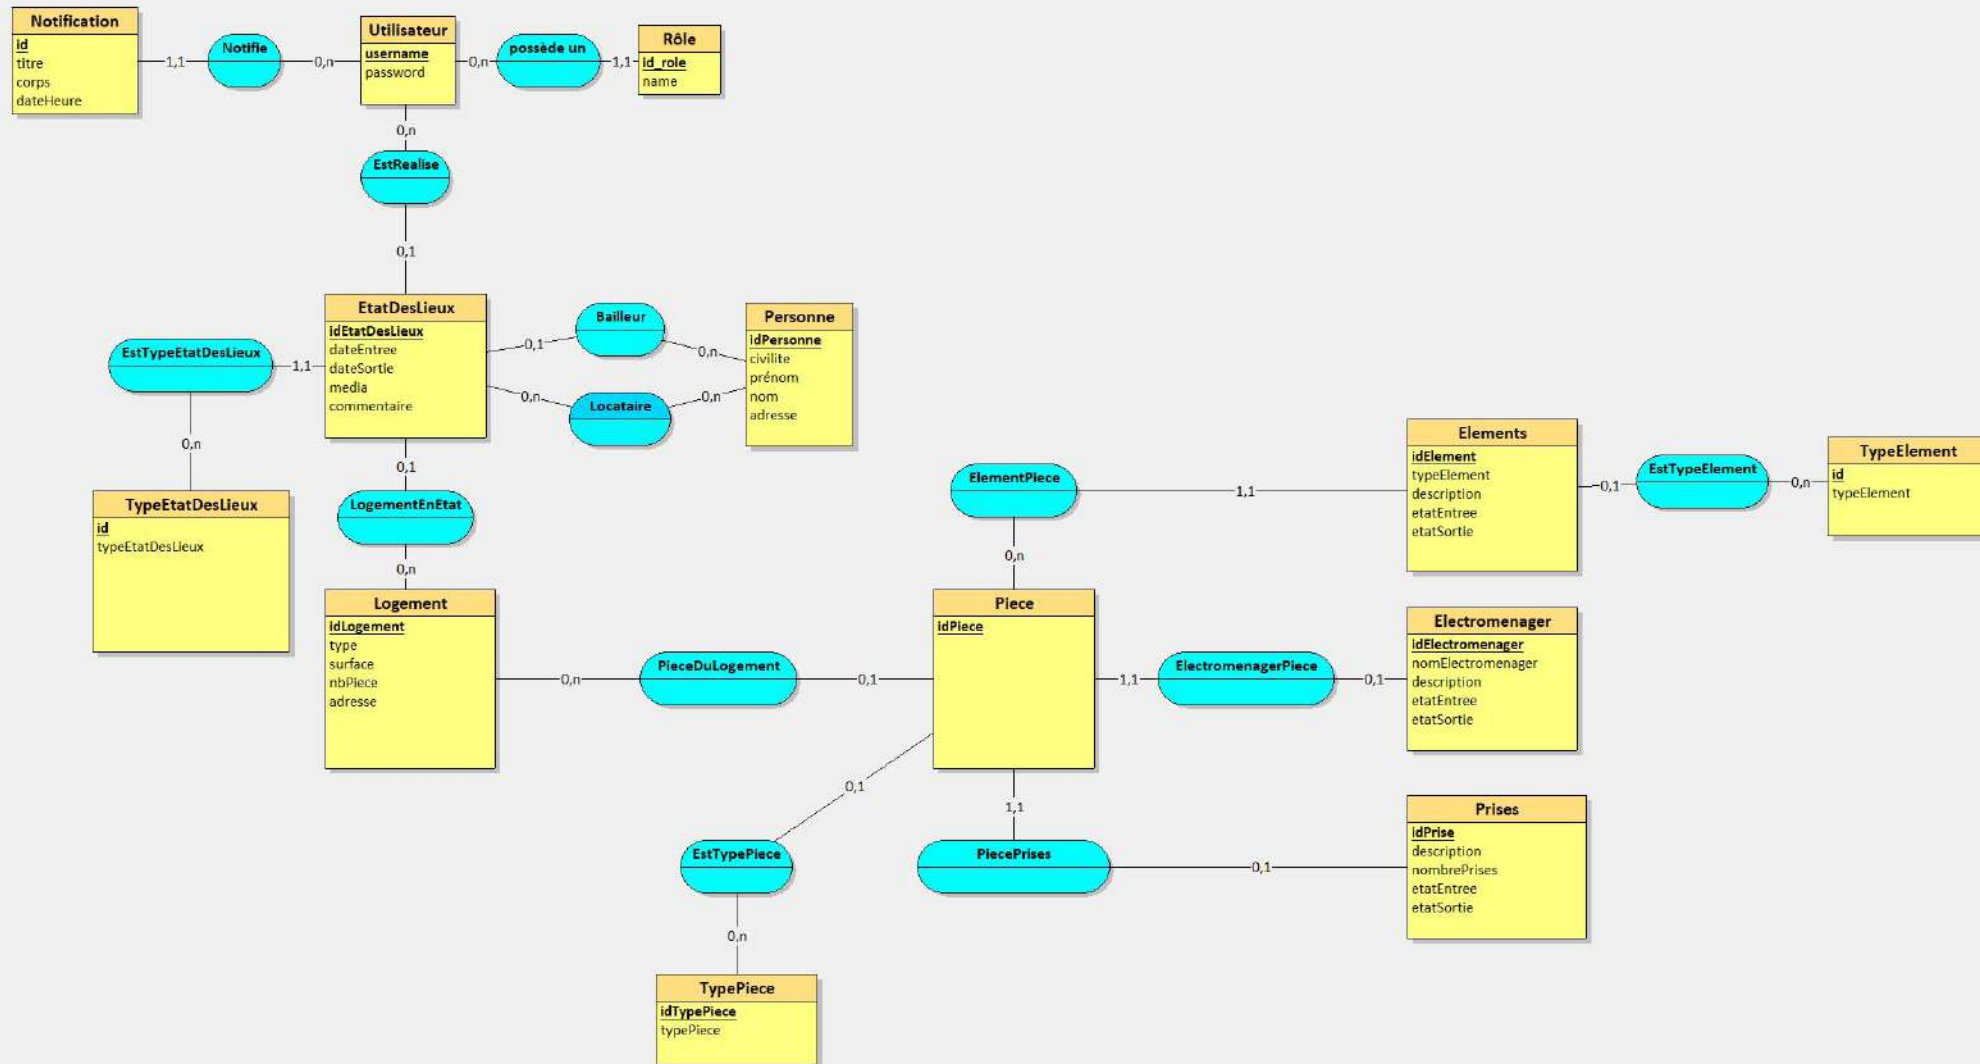 Notification
id
titre
corps
dateHeure
1,1
Notifie
0,n
Utilisateur
username
password
0,n
possède un
1,1
Rôle
id_role
name
0,n
EstRealise
0,1
EtatDesLieux
idEtatDesLieux
dateEntree
dateSortie
media
commentaire
0,1
Bailleur
0,n
0,n
Locataire
0,n
Personne
idPersonne
civilite
prénom
nom
adresse
EstTypeEtatDesLieux
1,1
0,n
TypeEtatDesLieux
id
typeEtatDesLieux
0,1
LogementEnEtat
0,n
Logement
idLogement
type
surface
nbPiece
adresse
0,n
PieceDuLogement
0,1
Piece
idPiece
0,n
ElementPiece
1,1
Elements
idElement
typeElement
description
etatEntree
etatSortie
0,1
EstTypeElement
0,n
TypeElement
id
typeElement
1,1
ElectromenagerPiece
0,1
Electromenager
idElectromenager
nomElectromenager
description
etatEntree
etatSortie
1,1
PiecePrises
0,1
Prises
idPrise
description
nombrePrises
etatEntree
etatSortie
0,1
EstTypePiece
0,n
TypePiece
idTypePiece
typePiece